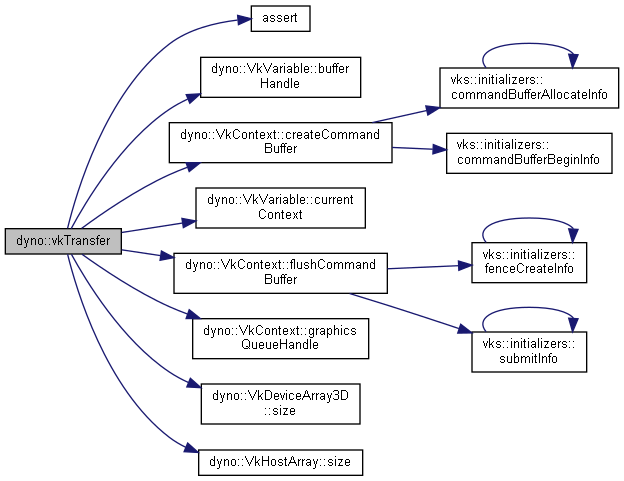 assert
dyno::VkVariable::buffer
Handle
dyno::VkContext::createCommand
Buffer
vks::initializers::
commandBufferAllocateInfo
vks::initializers::
commandBufferBeginInfo
dyno::VkVariable::current
Context
dyno::vkTransfer
dyno::VkContext::flushCommand
Buffer
vks::initializers::
fenceCreateInfo
vks::initializers::
submitInfo
dyno::VkContext::graphics
QueueHandle
dyno::VkDeviceArray3D
::size
dyno::VkHostArray::size